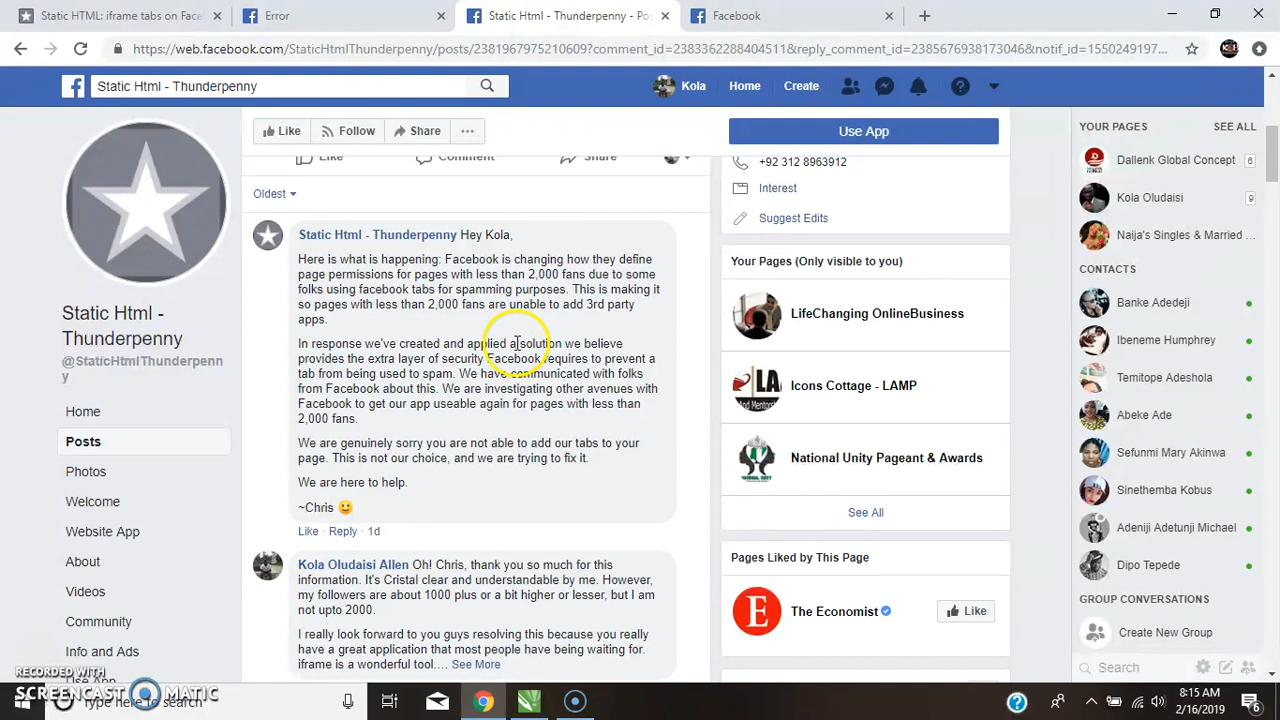 Static HTML: iframe tabs on Face
Error
Static Html - Thunderpenny - Po
Facebook
https://web.facebook.com/StaticHtmlThunderpenny/posts/2381967975210609?comment_id=2383362288404511&reply_comment_id=2385676938173046&notif_id=1550249197...
Static Html - Thunderpenny
Kola
Home
Create
Like
Follow
Share
Use App
Like
Comment
Share
Oldest
Static Html -
Thunderpenny
@StaticHtmlThunderpenn
y
Home
Posts
Photos
Welcome
Website App
About
Videos
Community
Info and Ads
Static Html - Thunderpenny Hey Kola,
Here is what is happening: Facebook is changing how they define
page permissions for pages with less than 2,000 fans due to some
folks using facebook tabs for spamming purposes. This is making it
so pages with less than 2,000 fans are unable to add 3rd party
apps.
In response we've created and applied a solution we believe
provides the extra layer of security Facebook requires to prevent a
tab from being used to spam. We have communicated with folks
from Facebook about this. We are investigating other avenues with
Facebook to get our app useable again for pages with less than
2,000 fans.
We are genuinely sorry you are not able to add our tabs to your
page. This is not our choice, and we are trying to fix it.
We are here to help.
~Chris
Like · Reply · 1d
Kola Oludaisi Allen Oh! Chris, thank you so much for this
information. It's Cristal clear and understandable by me. However,
my followers are about 1000 plus or a bit higher or lesser, but I am
not upto 2000.
I really look forward to you guys resolving this because you really
have a great application that most people have being waiting for.
iframe is a wonderful tool.... See More
+92 312 8963912
Interest
Suggest Edits
Your Pages (Only visible to you)
LifeChanging OnlineBusiness
Icons Cottage - LAMP
National Unity Pageant & Awards
See All
Pages Liked by This Page
The Economist
Like
YOUR PAGES
SEE ALL
Dallenk Global Concept
6
Kola Oludaisi
9
Naija's Singles & Married ...
CONTACTS
Banke Adedeji
Ibeneme Humphrey
Temitope Adeshola
Abeke Ade
Sefunmi Mary Akinwa
Sinethemba Kobus
Adeniji Adetunji Michael
Dipo Tepede
GROUP CONVERSATIONS
Create New Group
Search
RECORDED WITH
SCREENCAST MATIC
Type here to search
8:15 AM
2/16/2019
6